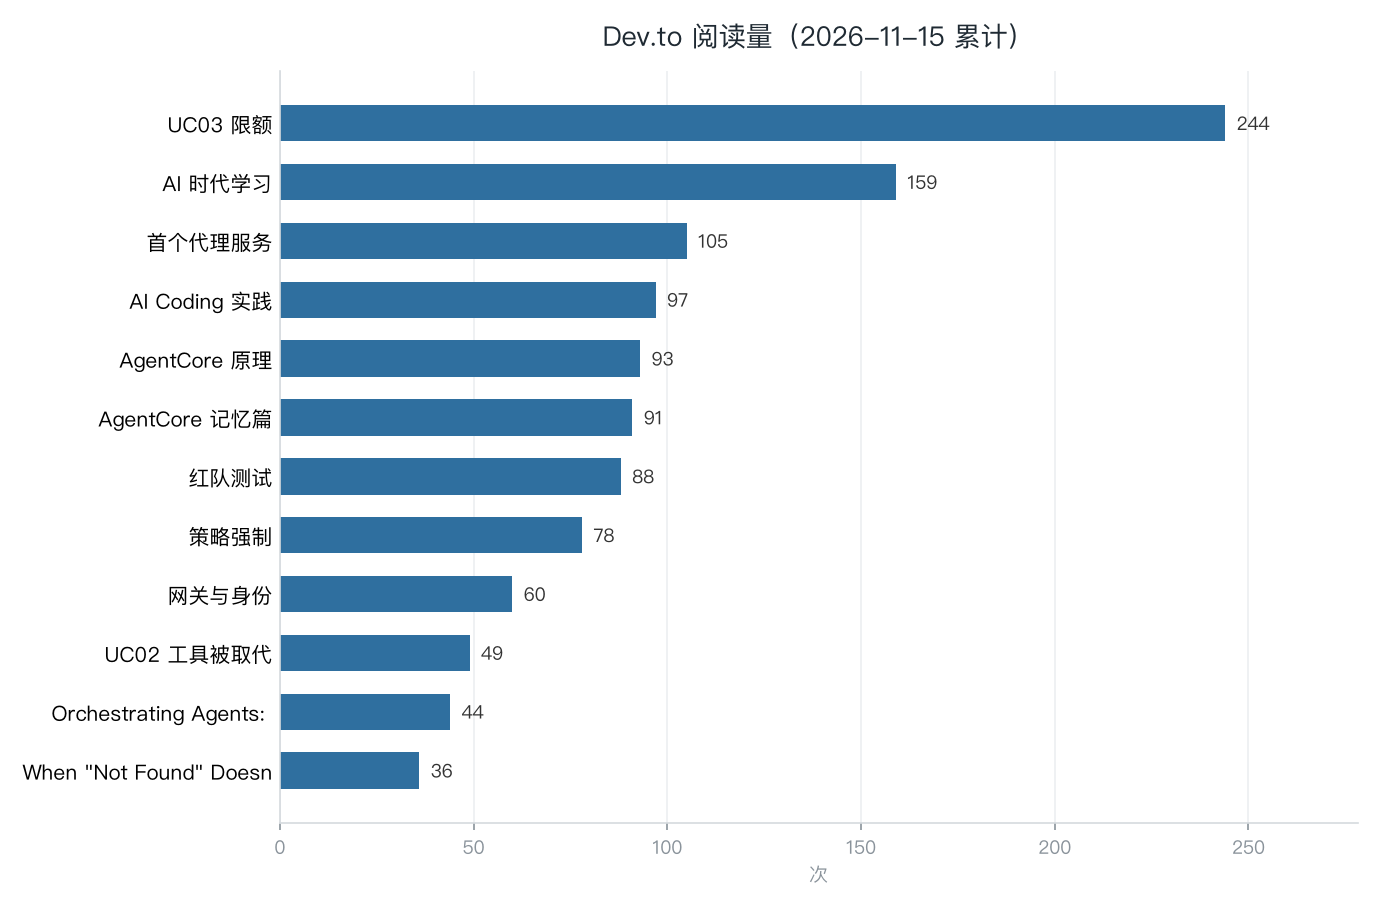 Dev.to 阅读量（2026-11-15 累计）
UC03 限额 244
AI 时代学习 159
首个代理服务 105
AI Coding 实践 97
AgentCore 原理 93
AgentCore 记忆篇 91
红队测试 88
策略强制 78
网关与身份 60
UC02 工具被取代 49
Orchestrating Agents: 44
When "Not Found" Doesn 36
0 50 100 150 200 250
次